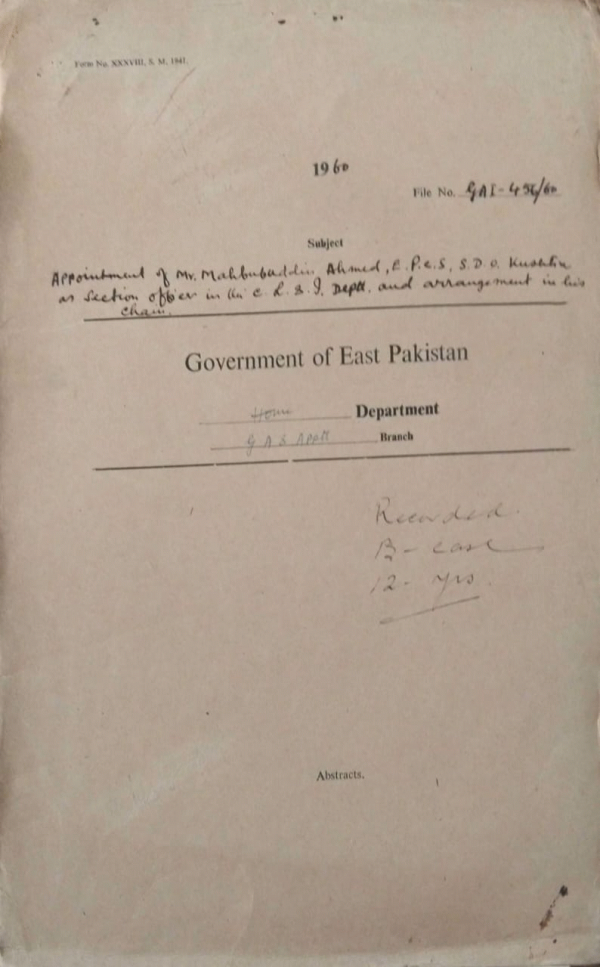 Form No. XXXVIII, S. M. 1941.
1960
File No. GAI-436/60
Subject
Appointment of Mr. Mahbubuddin Ahmed, E.P.C.S, S.D.O. Kushtia
as Section officer in the C. L. & I. Deptt. and arrangement in his
chain.
Government of East Pakistan
Home Department
G A & Apptt Branch
Recorded
B- case
12- yrs.
Abstracts.